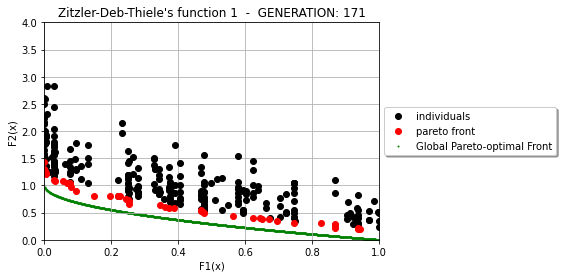 Zitzler-Deb-Thiele's function 1 - GENERATION: 171
4.0
3.5
3.0
2.5
2.0
1.5
1.0
0.5
0.0
F2(x)
0.0 0.2 0.4 0.6 0.8 1.0
F1(x)
individuals
pareto front
Global Pareto-optimal Front